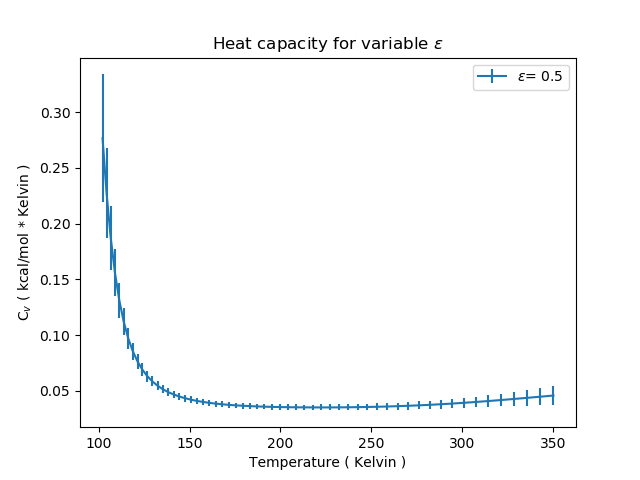 Heat capacity for variable ε
ε= 0.5
0.30
0.25
0.20
0.15
0.10
0.05
C_v ( kcal/mol * Kelvin )
100 150 200 250 300 350
Temperature ( Kelvin )